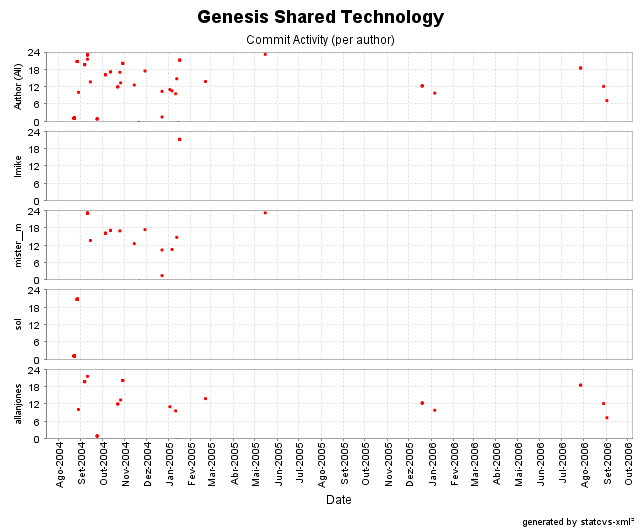 Genesis Shared Technology
Commit Activity (per author)
Author (All)
24
18
12
6
0
lmike
24
18
12
6
0
mister__m
24
18
12
6
0
sol
24
18
12
6
0
allanjones
24
18
12
6
0
Ago-2004
Set-2004
Out-2004
Nov-2004
Dez-2004
Jan-2005
Fev-2005
Mar-2005
Abr-2005
Mai-2005
Jun-2005
Jul-2005
Ago-2005
Set-2005
Out-2005
Nov-2005
Dez-2005
Jan-2006
Fev-2006
Mar-2006
Abr-2006
Mai-2006
Jun-2006
Jul-2006
Ago-2006
Set-2006
Out-2006
Date
generated by statcvs-xml²